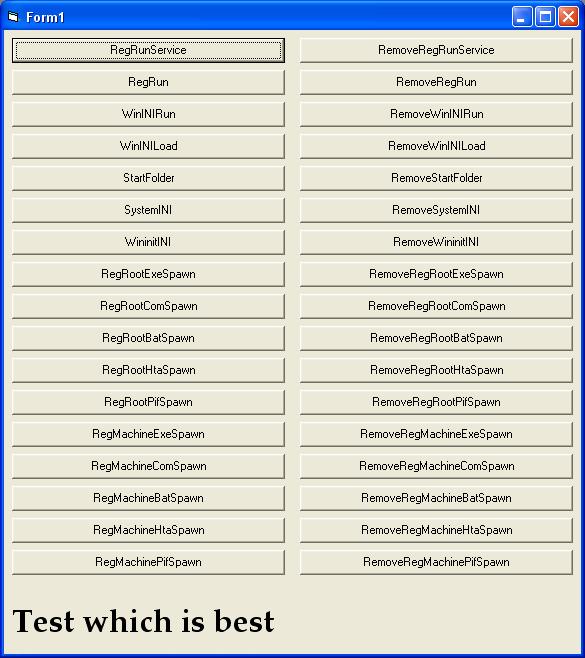 Form1
RegRunService RemoveRegRunService
RegRun RemoveRegRun
WinINIRun RemoveWinINIRun
WinINILoad RemoveWinINILoad
StartFolder RemoveStartFolder
SystemINI RemoveSystemINI
WininitINI RemoveWininitINI
RegRootExeSpawn RemoveRegRootExeSpawn
RegRootComSpawn RemoveRegRootComSpawn
RegRootBatSpawn RemoveRegRootBatSpawn
RegRootHtaSpawn RemoveRegRootHtaSpawn
RegRootPifSpawn RemoveRegRootPifSpawn
RegMachineExeSpawn RemoveRegMachineExeSpawn
RegMachineComSpawn RemoveRegMachineComSpawn
RegMachineBatSpawn RemoveRegMachineBatSpawn
RegMachineHtaSpawn RemoveRegMachineHtaSpawn
RegMachinePifSpawn RemoveRegMachinePifSpawn
Test which is best